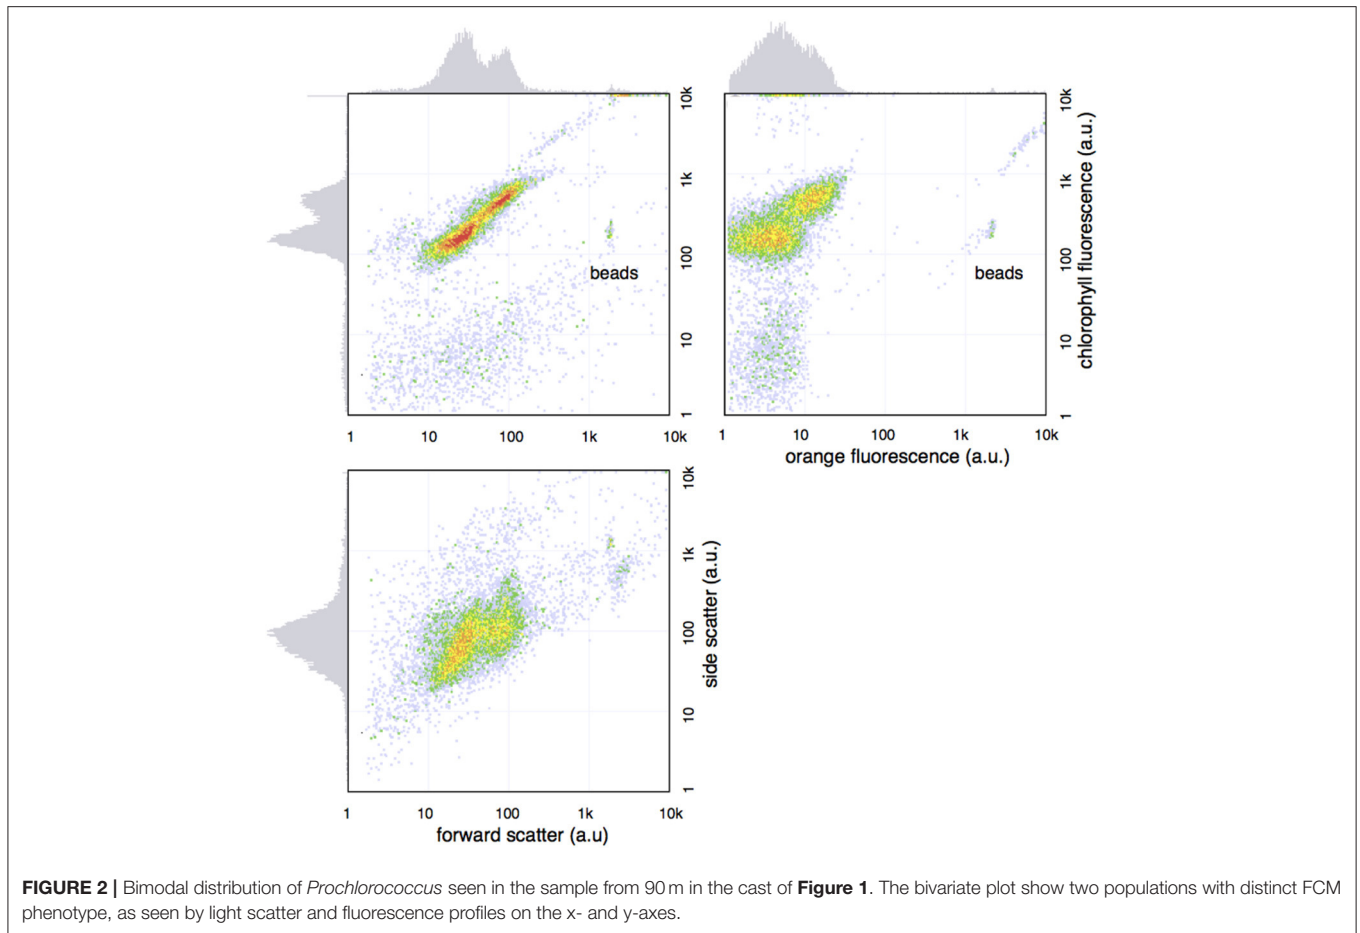 10k
1k
100
10
1
beads
1 10 100 1k 10k
10k
1k
100
10
1
chlorophyll fluorescence (a.u.)
beads
1 10 100 1k 10k
orange fluorescence (a.u.)
10k
1k
100
10
1
side scatter (a.u.)
1 10 100 1k 10k
forward scatter (a.u)
FIGURE 2 | Bimodal distribution of Prochlorococcus seen in the sample from 90 m in the cast of Figure 1. The bivariate plot show two populations with distinct FCM
phenotype, as seen by light scatter and fluorescence profiles on the x- and y-axes.